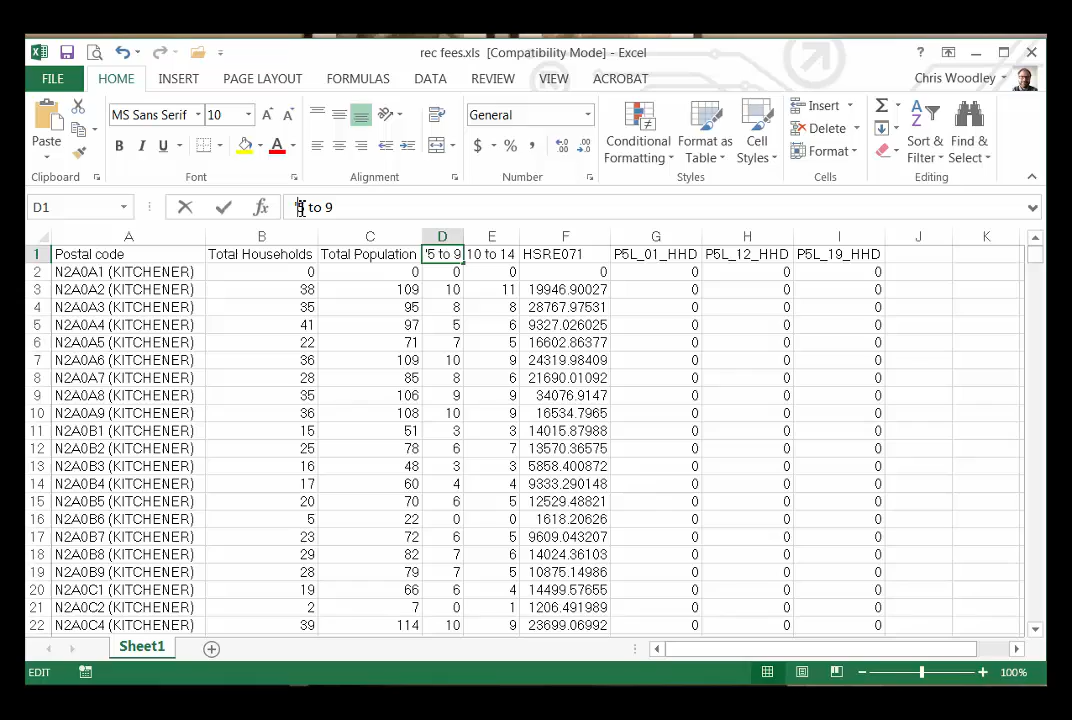 rec fees.xls [Compatibility Mode] - Excel
FILE HOME INSERT PAGE LAYOUT FORMULAS DATA REVIEW VIEW ACROBAT Chris Woodley
Paste
MS Sans Serif 10
B I U A
General
$ % ,
Conditional Formatting
Format as Table
Cell Styles
Insert
Delete
Format
Σ
Sort & Filter
Find & Select
Clipboard Font Alignment Number Styles Cells Editing
D1 fx '5 to 9
A B C D E F G H I J K
1 Postal code Total Households Total Population '5 to 9 10 to 14 HSRE071 P5L_01_HHD P5L_12_HHD P5L_19_HHD
2 N2A0A1 (KITCHENER) 0 0 0 0 0 0 0 0
3 N2A0A2 (KITCHENER) 38 109 10 11 19946.90027 0 0 0
4 N2A0A3 (KITCHENER) 35 95 8 8 28767.97531 0 0 0
5 N2A0A4 (KITCHENER) 41 97 5 6 9327.026025 0 0 0
6 N2A0A5 (KITCHENER) 22 71 7 5 16602.86377 0 0 0
7 N2A0A6 (KITCHENER) 36 109 10 9 24319.98409 0 0 0
8 N2A0A7 (KITCHENER) 28 85 8 6 21690.01092 0 0 0
9 N2A0A8 (KITCHENER) 35 106 9 9 34076.9147 0 0 0
10 N2A0A9 (KITCHENER) 36 108 10 9 16534.7965 0 0 0
11 N2A0B1 (KITCHENER) 15 51 3 3 14015.87988 0 0 0
12 N2A0B2 (KITCHENER) 25 78 6 7 13570.36575 0 0 0
13 N2A0B3 (KITCHENER) 16 48 3 3 5858.400872 0 0 0
14 N2A0B4 (KITCHENER) 17 60 4 4 9333.290148 0 0 0
15 N2A0B5 (KITCHENER) 20 70 6 5 12529.48821 0 0 0
16 N2A0B6 (KITCHENER) 5 22 0 0 1618.20626 0 0 0
17 N2A0B7 (KITCHENER) 23 72 6 5 9609.043207 0 0 0
18 N2A0B8 (KITCHENER) 29 82 7 6 14024.36103 0 0 0
19 N2A0B9 (KITCHENER) 28 79 7 5 10875.14986 0 0 0
20 N2A0C1 (KITCHENER) 19 66 6 4 14499.57655 0 0 0
21 N2A0C2 (KITCHENER) 2 7 0 1 1206.491989 0 0 0
22 N2A0C4 (KITCHENER) 39 114 10 9 23699.06992 0 0 0
Sheet1
EDIT 100%